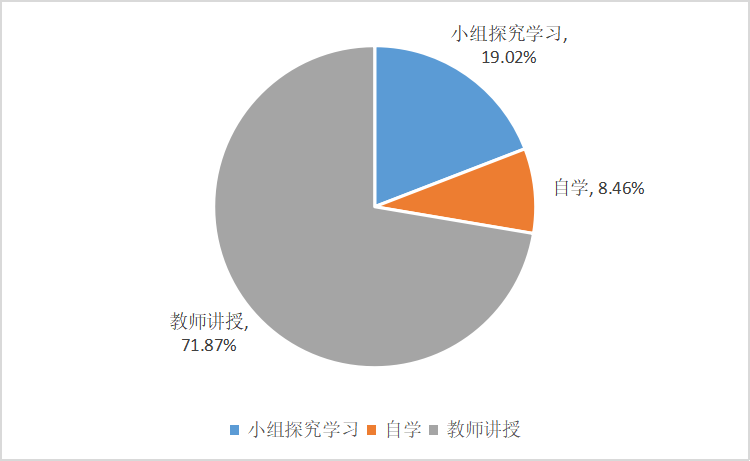 小组探究学习,
19.02%
自学, 8.46%
教师讲授,
71.87%
小组探究学习 自学 教师讲授